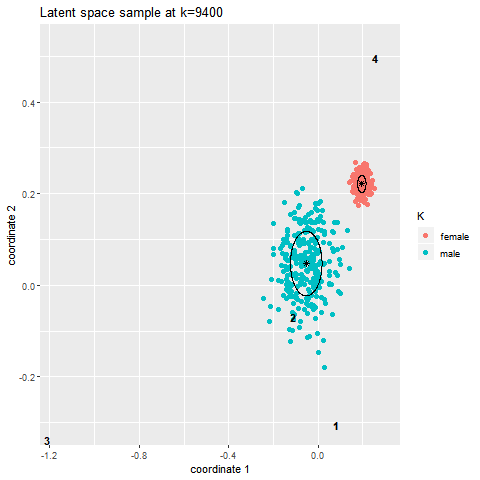 Latent space sample at k=9400
4
0.4
K
female
male
0.2
coordinate 2
0.0
2
-0.2
1
3
-1.2
-0.8
-0.4
0.0
coordinate 1